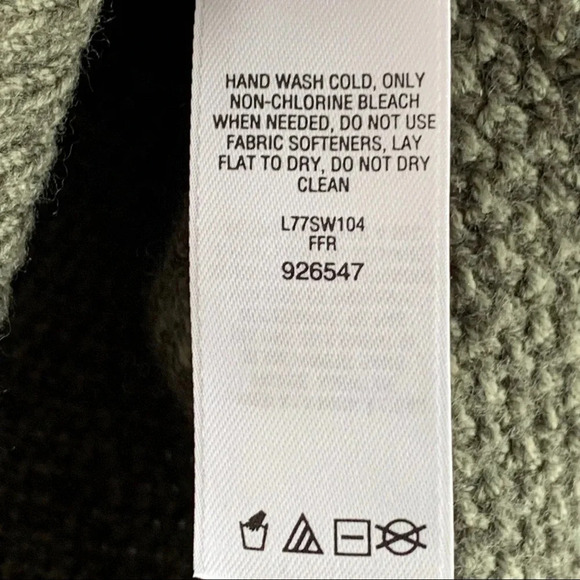 HAND WASH COLD, ONLY
NON-CHLORINE BLEACH
WHEN NEEDED, DO NOT USE
FABRIC SOFTENERS, LAY
FLAT TO DRY, DO NOT DRY
CLEAN
L77SW104
FFR
926547